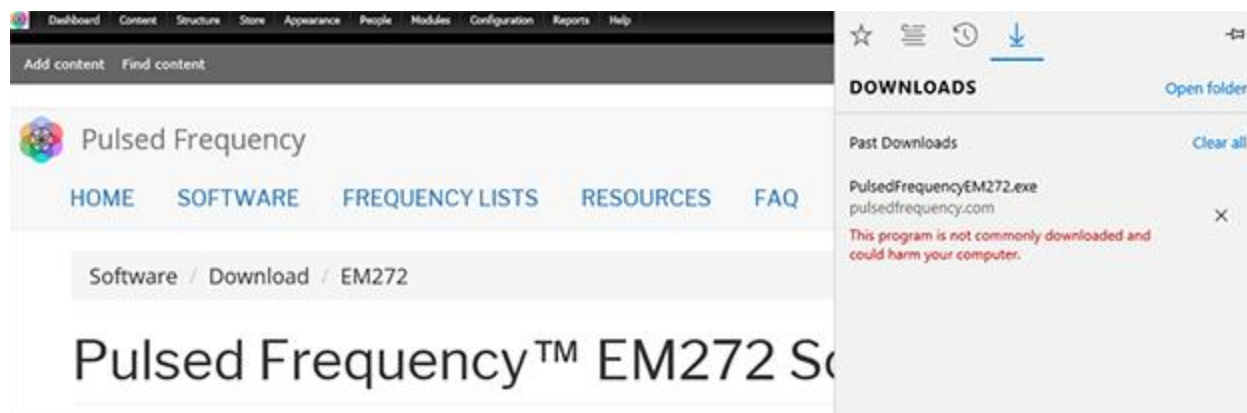 Dashboard Content Structure Store Appearance People Modules Configuration Reports Help
Add content Find content
Pulsed Frequency
HOME SOFTWARE FREQUENCY LISTS RESOURCES FAQ
Software / Download / EM272
Pulsed Frequency™ EM272 So
DOWNLOADS Open folder
Past Downloads Clear all
PulsedFrequencyEM272.exe
pulsedfrequency.com
This program is not commonly downloaded and
could harm your computer.